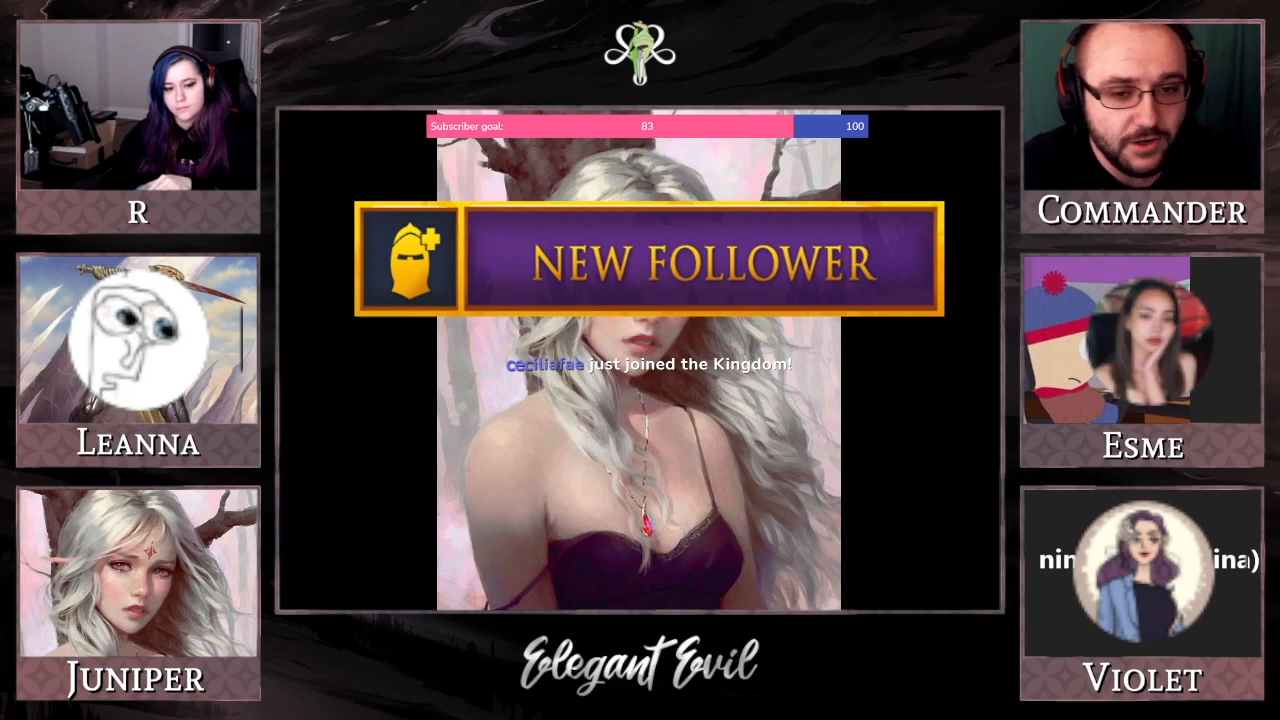 Subscriber goal: 83 100
NEW FOLLOWER
ceciliafae just joined the Kingdom!
R
COMMANDER
LEANNA
ESME
nin
ina)
JUNIPER
Elegant Evil
VIOLET